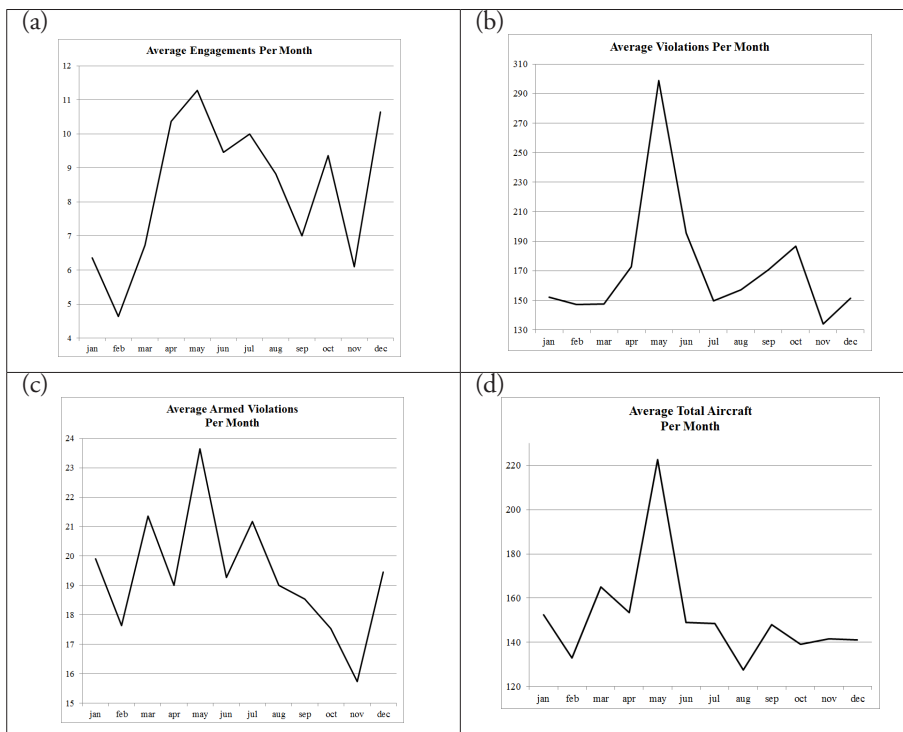 (a)
Average Engagements Per Month
12
11
10
9
8
7
6
5
4
jan feb mar apr may jun jul aug sep oct nov dec
(b)
Average Violations Per Month
310
290
270
250
230
210
190
170
150
130
jan feb mar apr may jun jul aug sep oct nov dec
(c)
Average Armed Violations
Per Month
24
23
22
21
20
19
18
17
16
15
jan feb mar apr may jun jul aug sep oct nov dec
(d)
Average Total Aircraft
Per Month
220
200
180
160
140
120
jan feb mar apr may jun jul aug sep oct nov dec